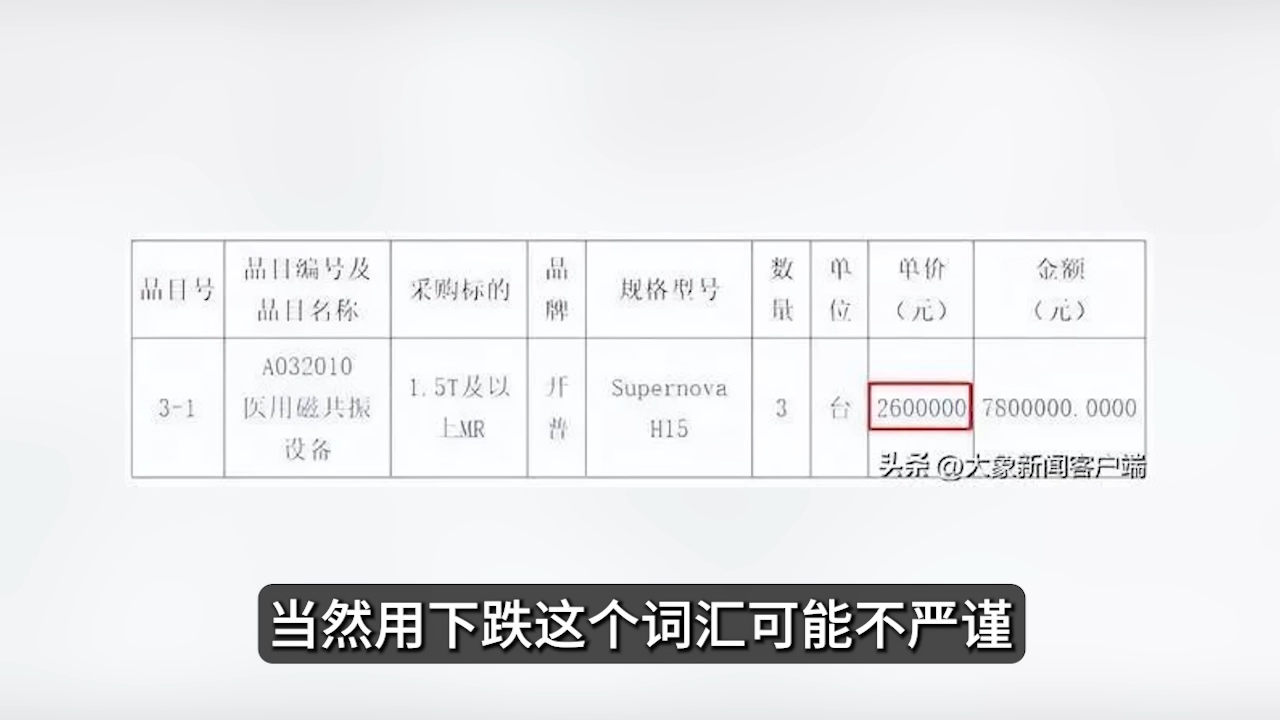 品目号
品目编号及
品目名称
采购标的
品
牌
规格型号
数
量
单
位
单价
（元）
金额
（元）
3-1
A032010
医用磁共振
设备
1.5T及以
上MR
开
普
Supernova
H15
3
台
2600000
7800000.0000
头条 @大象新闻客户端
当然用下跌这个词汇可能不严谨